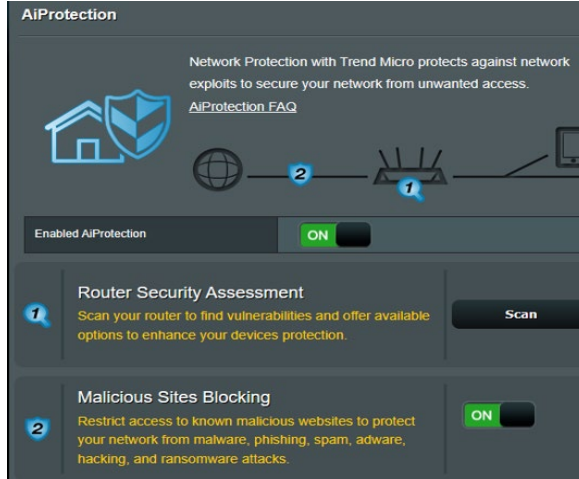 AiProtection
Network Protection with Trend Micro protects against network
exploits to secure your network from unwanted access.
AiProtection FAQ
2
1
Enabled AiProtection
ON
1
Router Security Assessment
Scan your router to find vulnerabilities and offer available
options to enhance your devices protection.
Scan
2
Malicious Sites Blocking
Restrict access to known malicious websites to protect
your network from malware, phishing, spam, adware,
hacking, and ransomware attacks.
ON